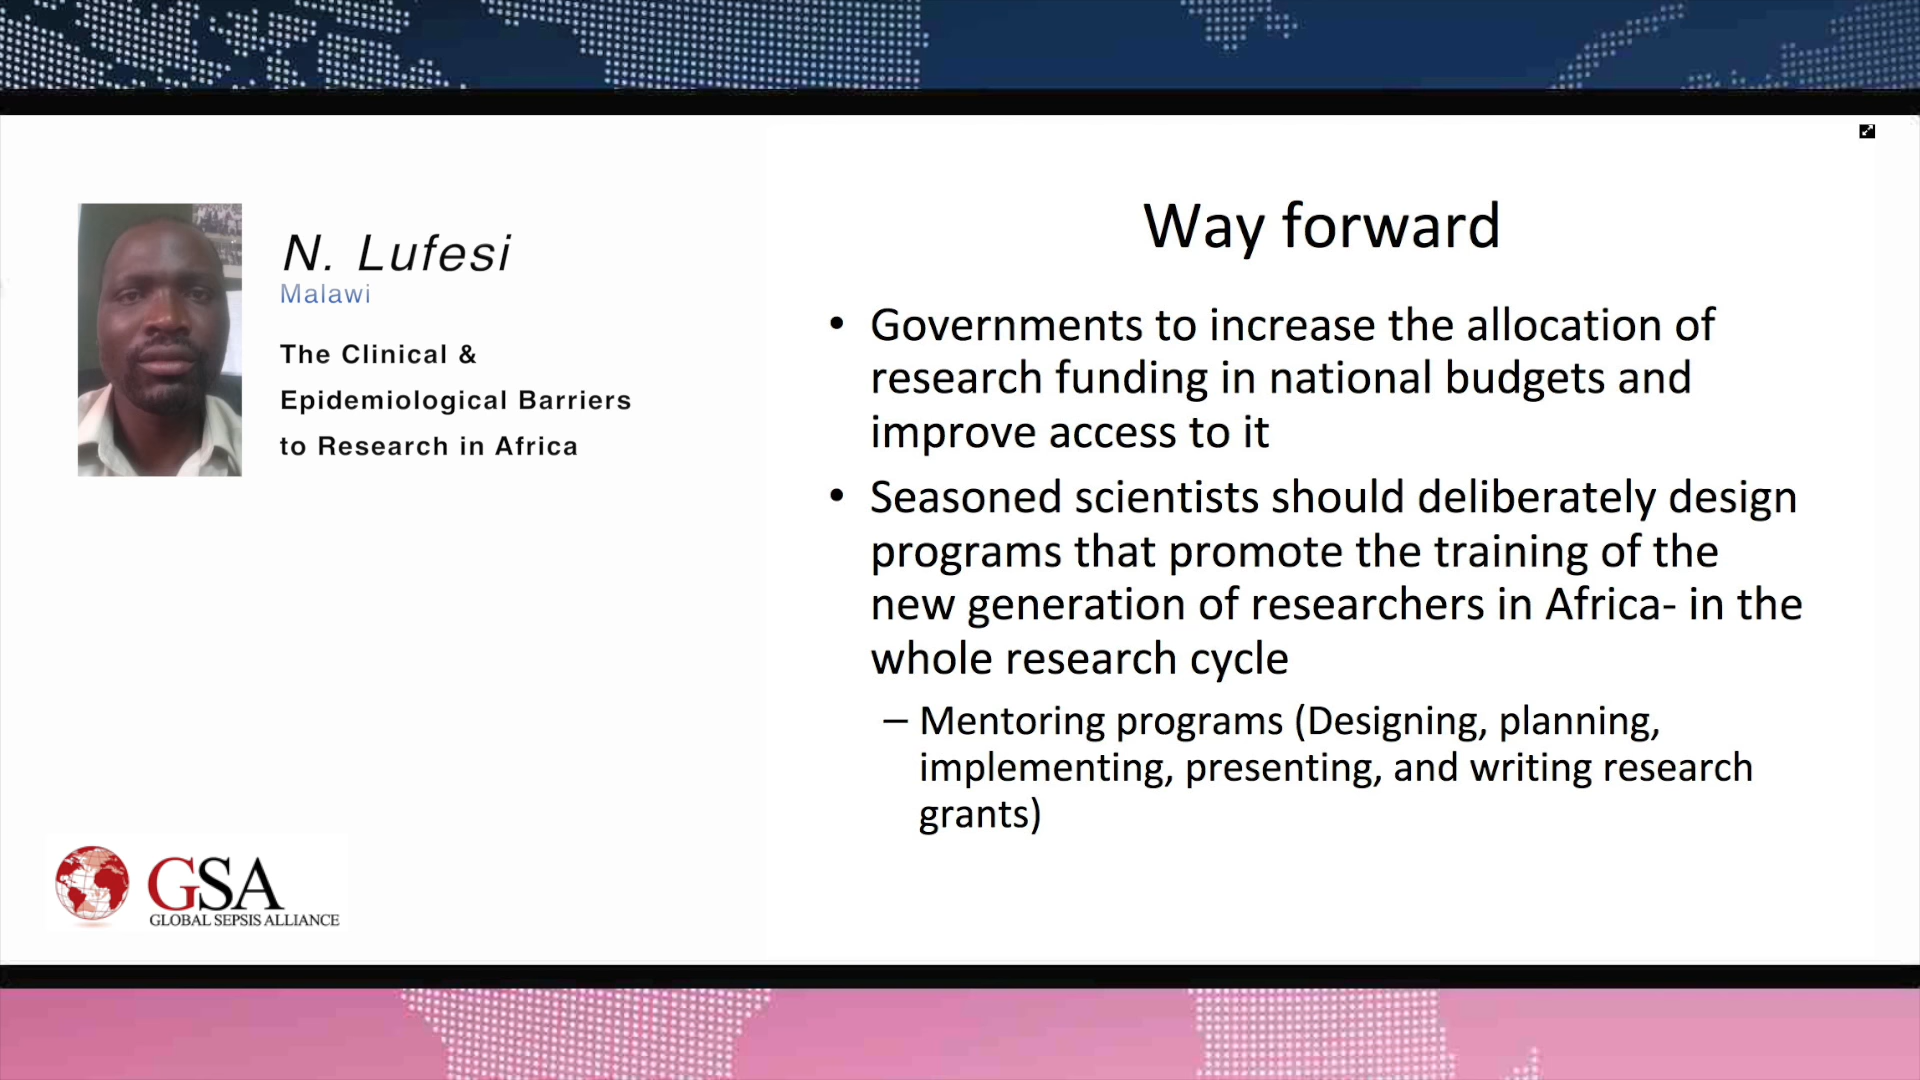 N. Lufesi
Malawi
The Clinical &
Epidemiological Barriers
to Research in Africa
GSA
GLOBAL SEPSIS ALLIANCE
Way forward
• Governments to increase the allocation of
research funding in national budgets and
improve access to it
• Seasoned scientists should deliberately design
programs that promote the training of the
new generation of researchers in Africa- in the
whole research cycle
– Mentoring programs (Designing, planning,
implementing, presenting, and writing research
grants)